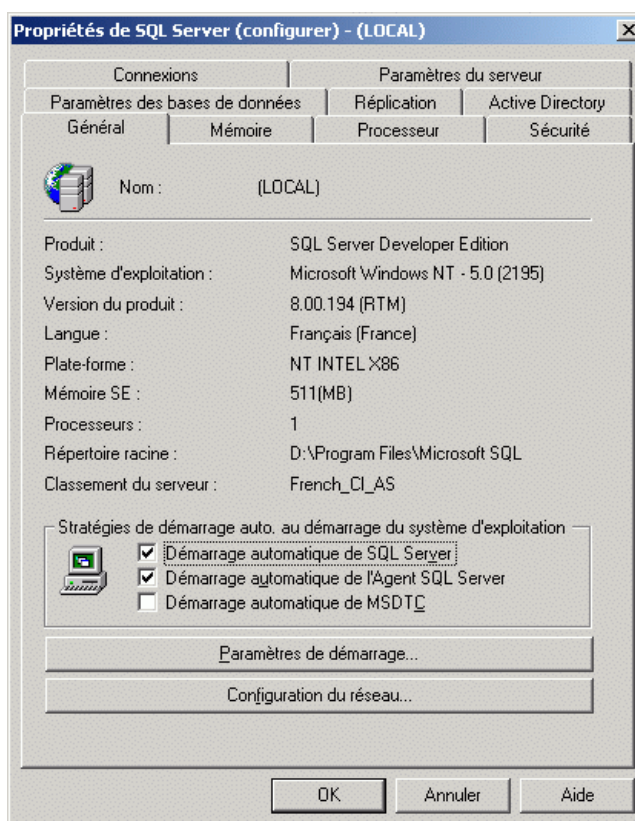 Propriétés de SQL Server (configurer) - (LOCAL)
Connexions Paramètres du serveur
Paramètres des bases de données Réplication Active Directory
Général Mémoire Processeur Sécurité
Nom : (LOCAL)
Produit : SQL Server Developer Edition
Système d'exploitation : Microsoft Windows NT - 5.0 (2195)
Version du produit : 8.00.194 (RTM)
Langue : Français (France)
Plate-forme : NT INTEL X86
Mémoire SE : 511(MB)
Processeurs : 1
Répertoire racine : D:\Program Files\Microsoft SQL
Classement du serveur : French_CI_AS
Stratégies de démarrage auto. au démarrage du système d'exploitation
Démarrage automatique de SQL Server
Démarrage automatique de l'Agent SQL Server
Démarrage automatique de MSDTC
Paramètres de démarrage...
Configuration du réseau...
OK Annuler Aide